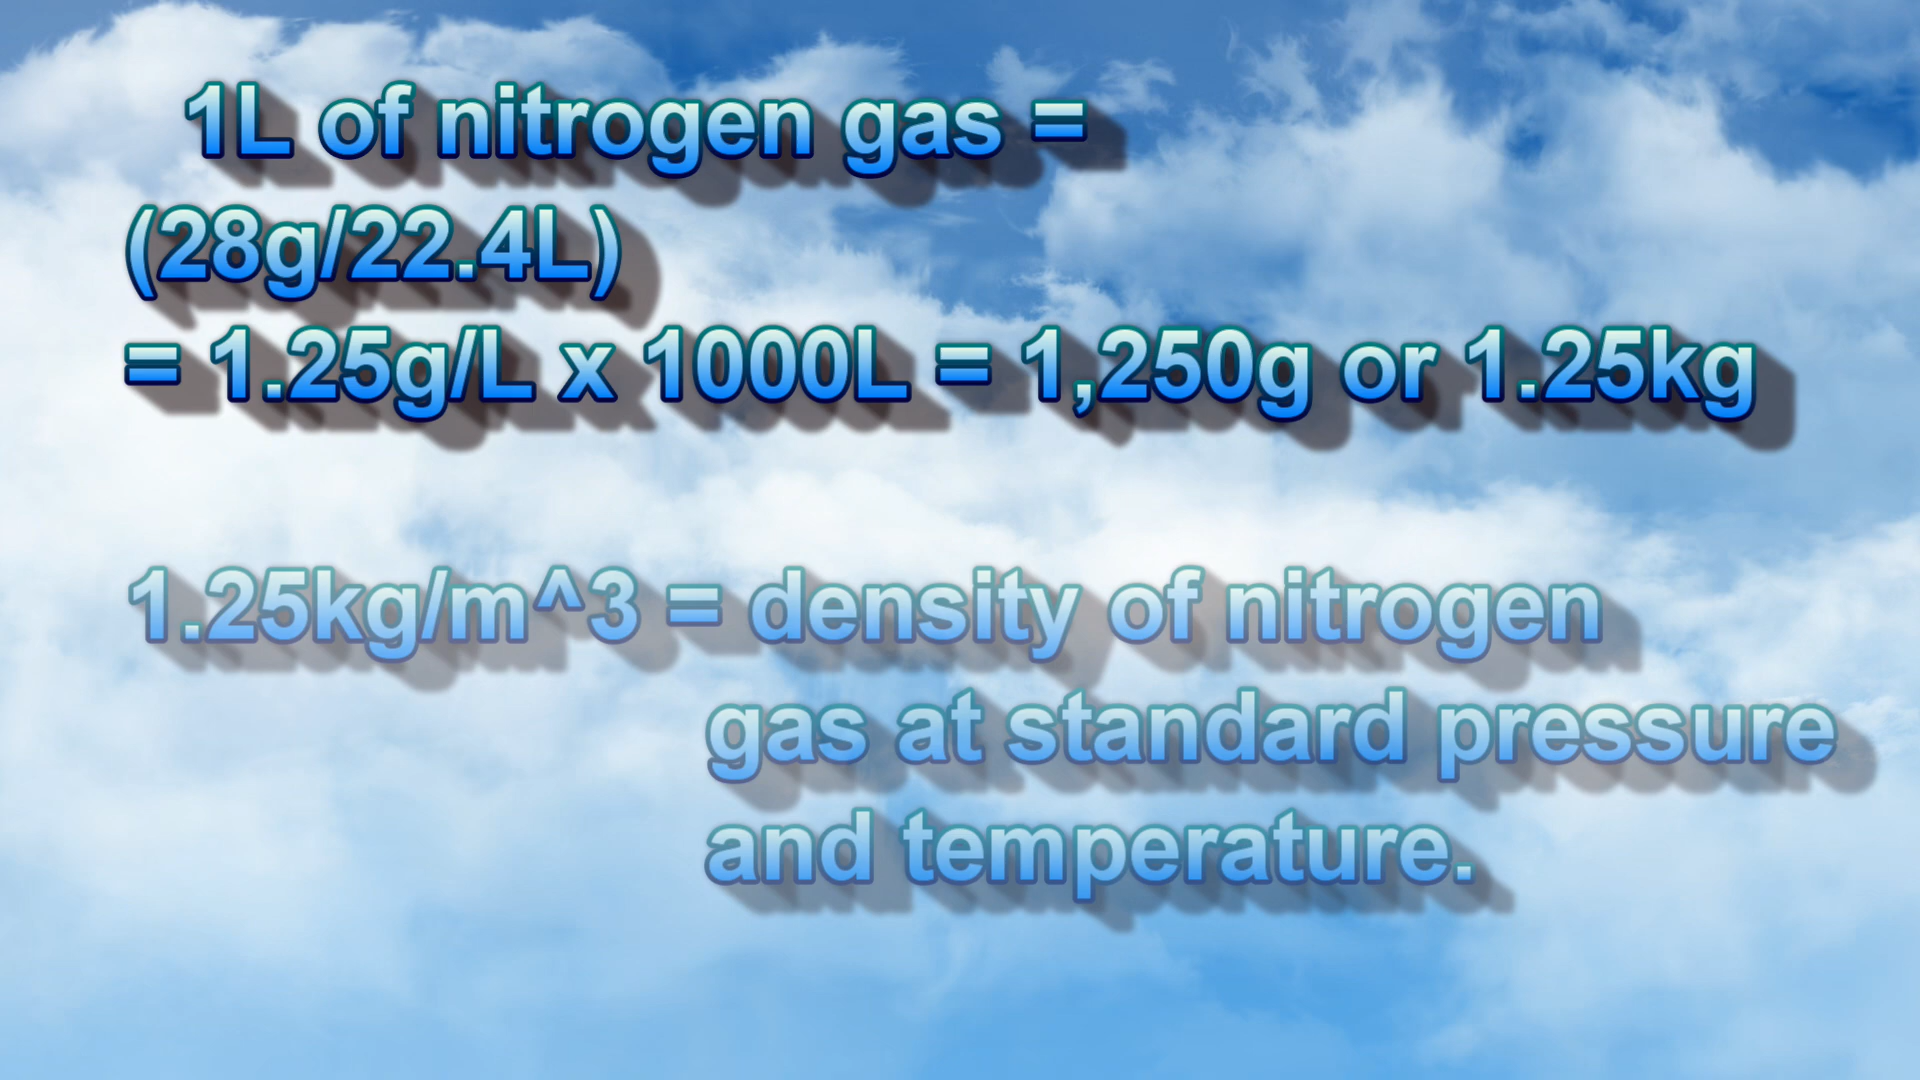 1L of nitrogen gas =
(28g/22.4L)
= 1.25g/L x 1000L = 1,250g or 1.25kg
1.25kg/m^3 = density of nitrogen
gas at standard pressure
and temperature.